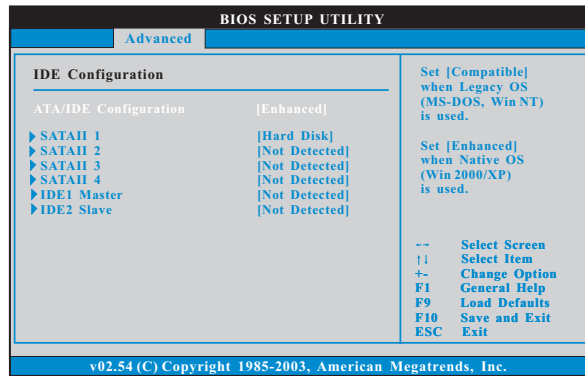 BIOS SETUP UTILITY
Advanced
IDE Configuration
ATA/IDE Configuration [Enhanced]
SATAII 1 [Hard Disk]
SATAII 2 [Not Detected]
SATAII 3 [Not Detected]
SATAII 4 [Not Detected]
IDE1 Master [Not Detected]
IDE2 Slave [Not Detected]
Set [Compatible]
when Legacy OS
(MS-DOS, Win NT)
is used.
Set [Enhanced]
when Native OS
(Win 2000/XP)
is used.
←→ Select Screen
↑↓ Select Item
+- Change Option
F1 General Help
F9 Load Defaults
F10 Save and Exit
ESC Exit
v02.54 (C) Copyright 1985-2003, American Megatrends, Inc.